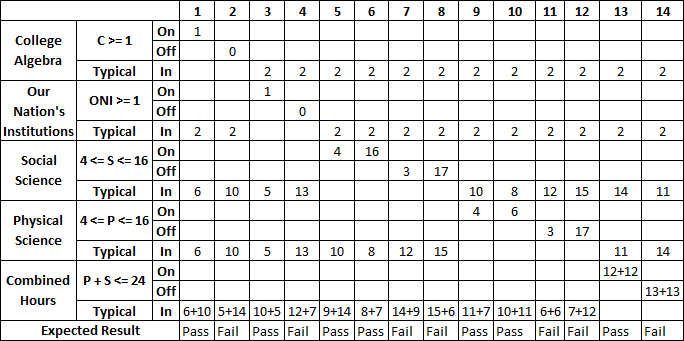 1 2 3 4 5 6 7 8 9 10 11 12 13 14
College Algebra C >= 1 On 1
Off 0
Typical In 2 2 2 2 2 2 2 2 2 2 2 2
Our Nation's Institutions ONI >= 1 On 1
Off 0
Typical In 2 2 2 2 2 2 2 2 2 2 2 2
Social Science 4 <= S <= 16 On 4 16
Off 3 17
Typical In 6 10 5 13 10 8 12 15 14 11
Physical Science 4 <= P <= 16 On 4 6
Off 3 17
Typical In 6 10 5 13 10 8 12 15 11 14
Combined Hours P + S <= 24 On 12+12
Off 13+13
Typical In 6+10 5+14 10+5 12+7 9+14 8+7 14+9 15+6 11+7 10+11 6+6 7+12
Expected Result Pass Fail Pass Fail Pass Pass Fail Fail Pass Pass Fail Fail Pass Fail